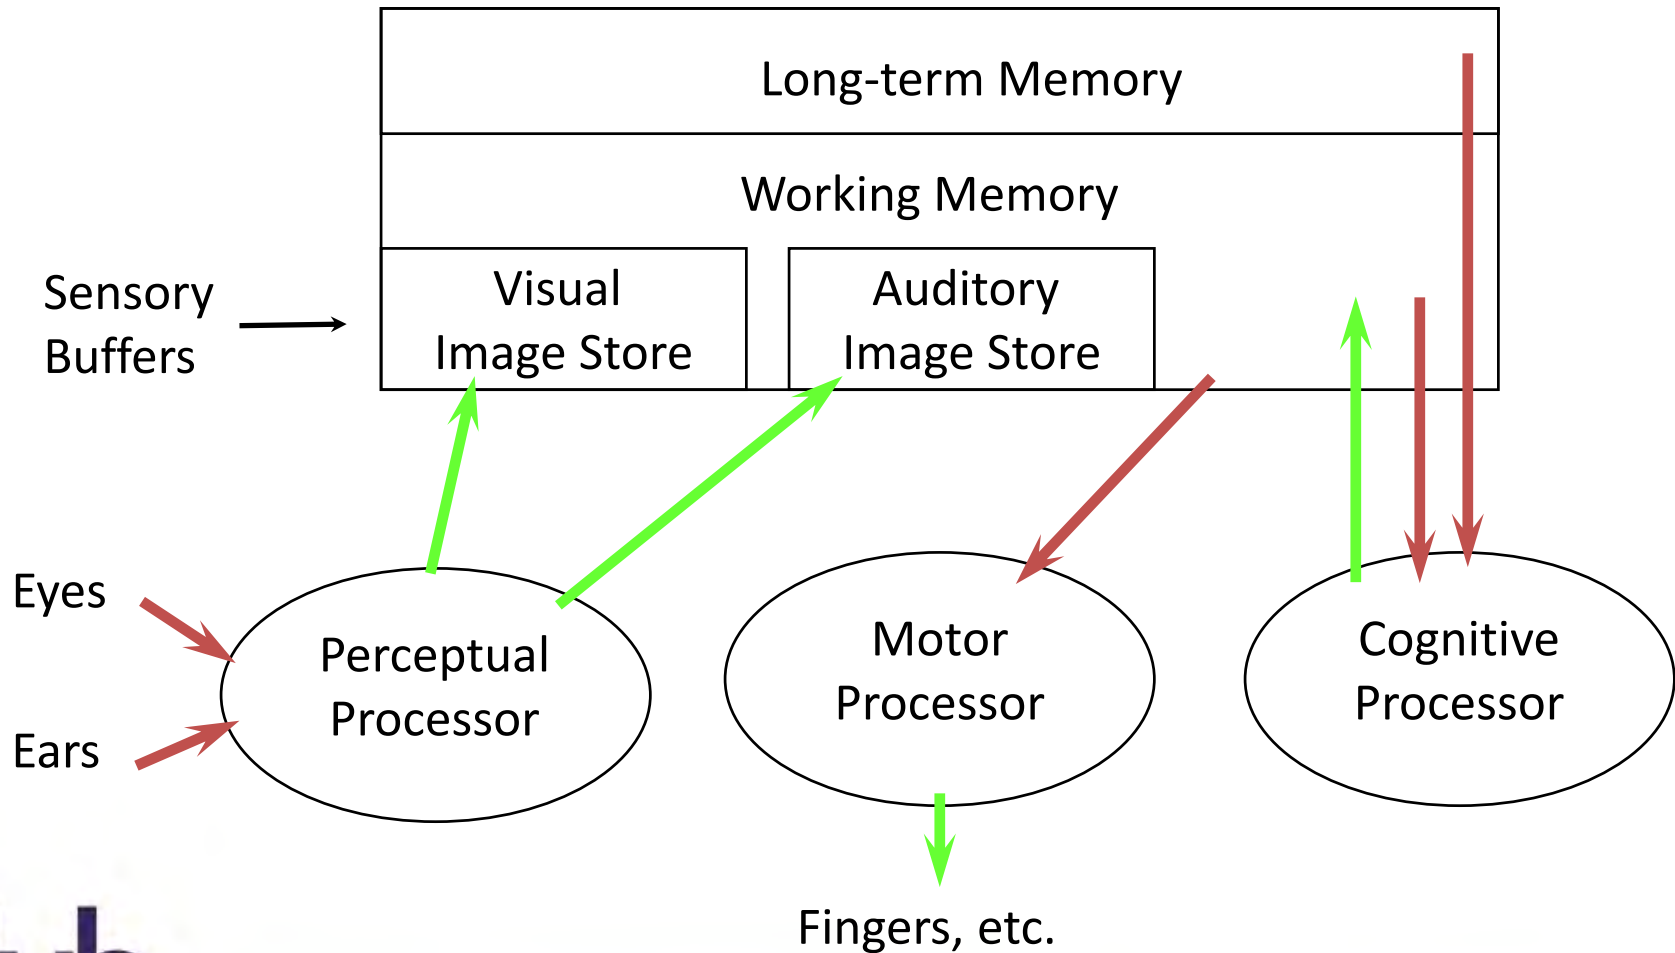 Long-term Memory
Working Memory
Sensory
Buffers
Visual
Image Store
Auditory
Image Store
Eyes
Ears
Perceptual
Processor
Motor
Processor
Cognitive
Processor
Fingers, etc.